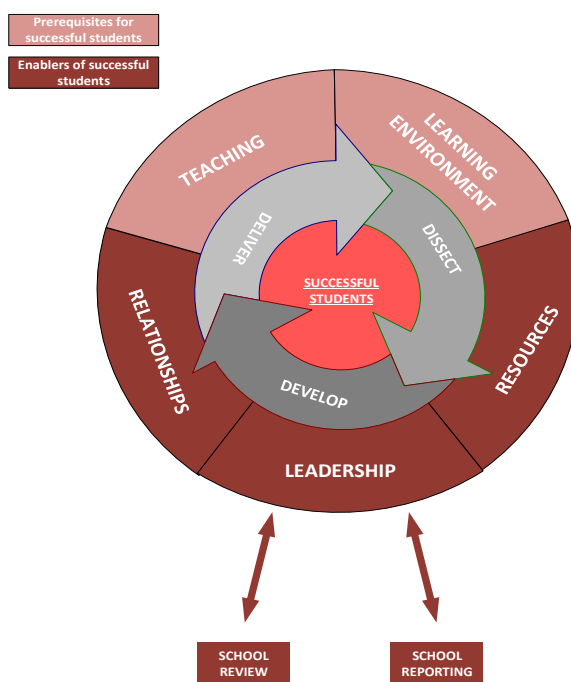 Prerequisites for
successful students
Enablers of successful
students
TEACHING
LEARNING
ENVIRONMENT
DELIVER
DISSECT
SUCCESSFUL
STUDENTS
RELATIONSHIPS
RESOURCES
DEVELOP
LEADERSHIP
SCHOOL
REVIEW
SCHOOL
REPORTING